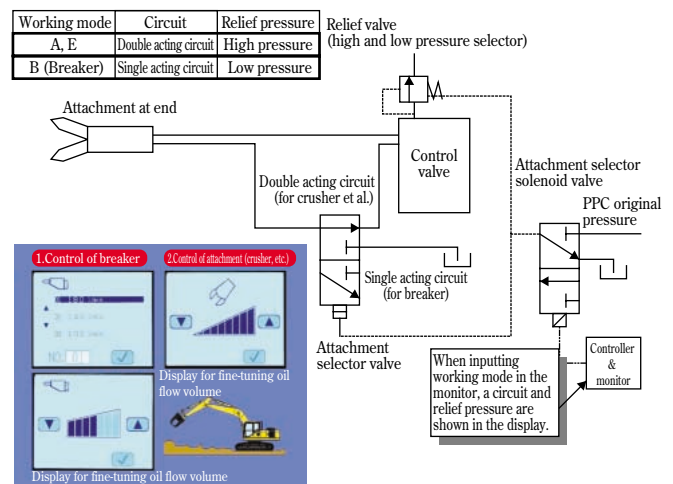 Working mode Circuit Relief pressure
A, E Double acting circuit High pressure
B (Breaker) Single acting circuit Low pressure
Relief valve
(high and low pressure selector)
Attachment at end
Control
valve
Double acting circuit
(for crusher et al.)
Attachment selector
solenoid valve
PPC original
pressure
Single acting circuit
(for breaker)
Attachment
selector valve
When inputting
working mode in the
monitor, a circuit and
relief pressure are
shown in the display.
Controller
&
monitor
1.Control of breaker
2.Control of attachment (crusher, etc.)
NO.
Display for fine-tuning oil
flow volume
Display for fine-tuning oil flow volume